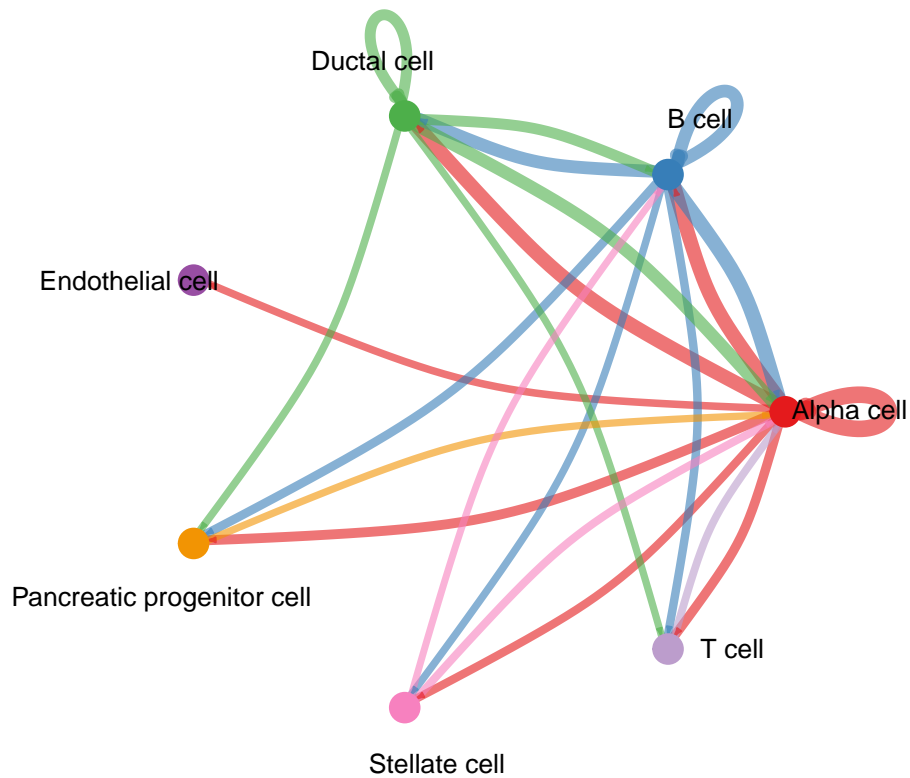 Ductal cell
B cell
Endothelial cell
Alpha cell
Pancreatic progenitor cell
T cell
Stellate cell